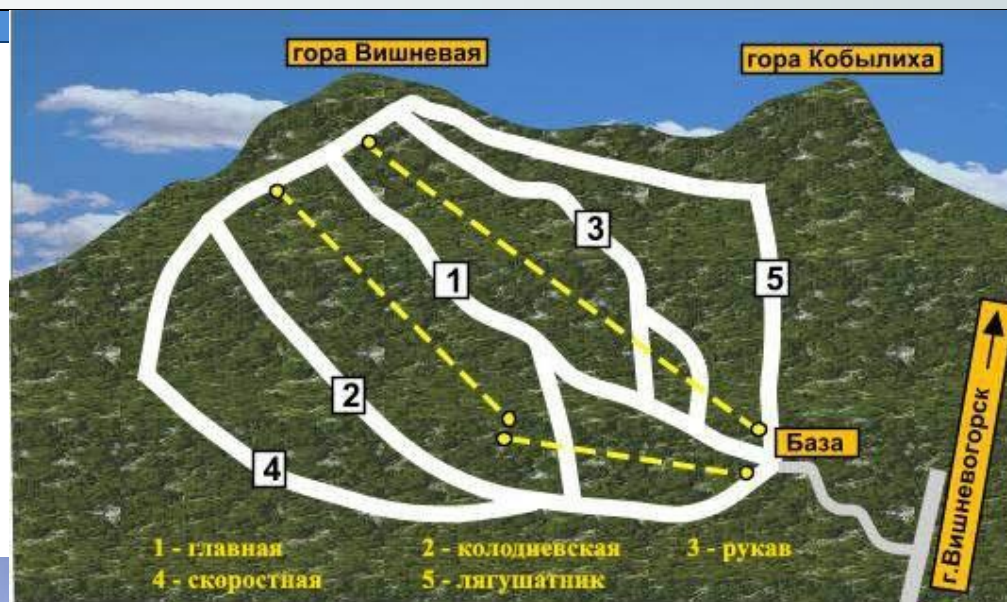 гора Вишневая
гора Кобылиха
3
1
5
2
База
4
г.Вишневогорск
1 - главная
2 - колодневская
3 - рукав
4 - скоростная
5 - лягушатник